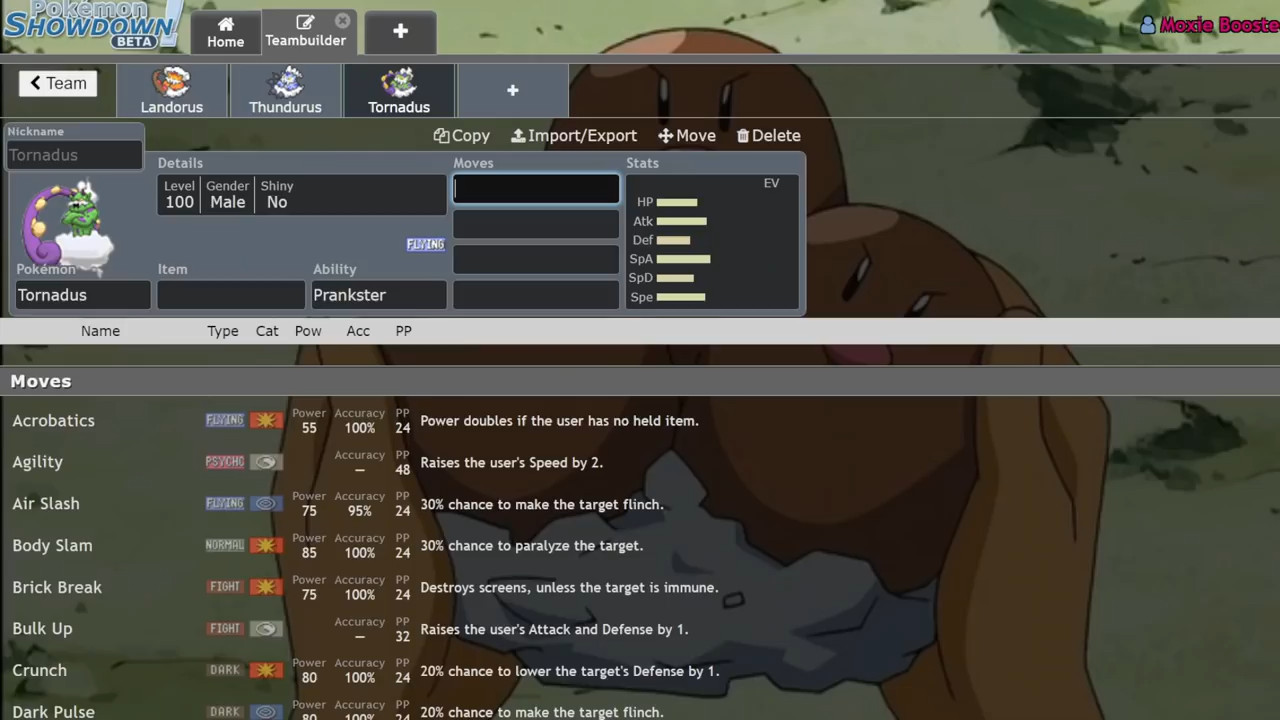 Pokémon
SHOWDOWN!
BETA
Home
Teambuilder
Moxie Booste
Team
Landorus
Thundurus
Tornadus
Nickname
Tornadus
Copy
Import/Export
Move
Delete
Details
Moves
Stats
Level
100
Gender
Male
Shiny
No
EV
HP
Atk
Def
SpA
SpD
Spe
FLYING
Pokémon
Item
Ability
Tornadus
Prankster
Name Type Cat Pow Acc PP
Moves
Acrobatics FLYING Power 55 Accuracy 100% PP 24 Power doubles if the user has no held item.
Agility PSYCHC Accuracy — PP 48 Raises the user's Speed by 2.
Air Slash FLYING Power 75 Accuracy 95% PP 24 30% chance to make the target flinch.
Body Slam NORMAL Power 85 Accuracy 100% PP 24 30% chance to paralyze the target.
Brick Break FIGHT Power 75 Accuracy 100% PP 24 Destroys screens, unless the target is immune.
Bulk Up FIGHT Accuracy — PP 32 Raises the user's Attack and Defense by 1.
Crunch DARK Power 80 Accuracy 100% PP 24 20% chance to lower the target's Defense by 1.
Dark Pulse DARK Power 80 Accuracy 100% PP 24 20% chance to make the target flinch.